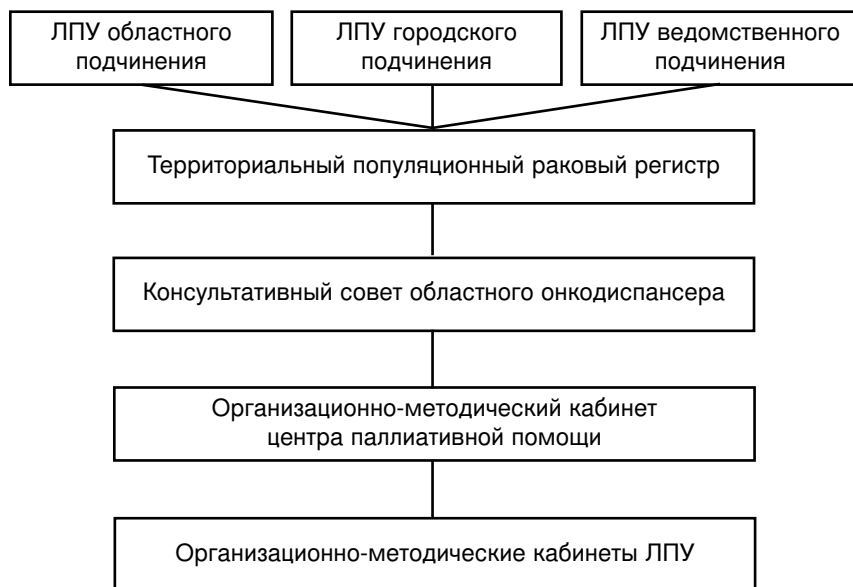 ЛПУ областного
подчинения
ЛПУ городского
подчинения
ЛПУ ведомственного
подчинения
Территориальный популяционный раковый регистр
Консультативный совет областного онкодиспансера
Организационно-методический кабинет
центра паллиативной помощи
Организационно-методические кабинеты ЛПУ